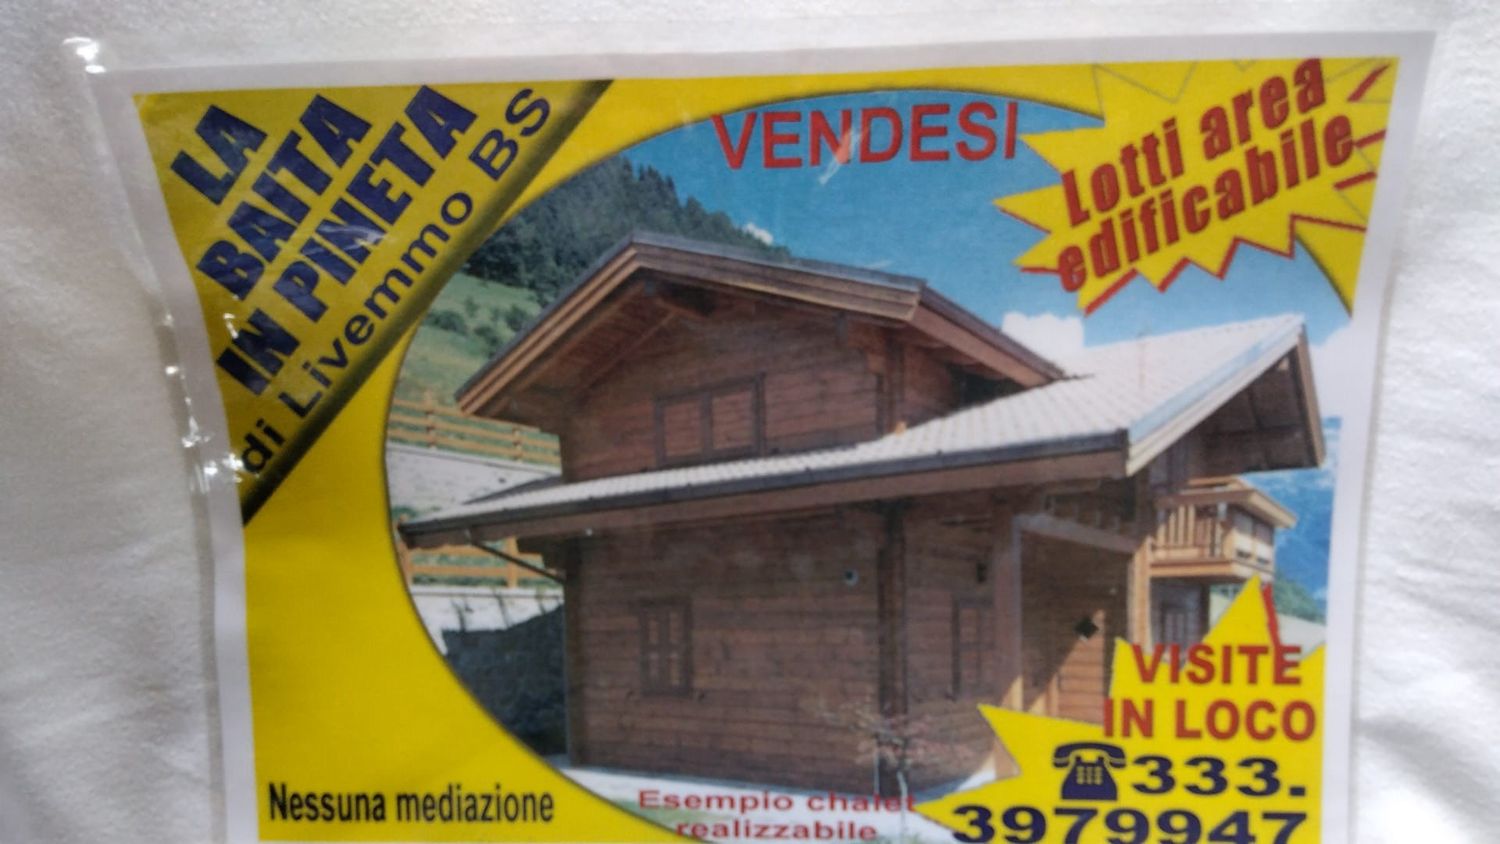 LA
BAITA
IN PINETA
di Livemmo BS
VENDESI
Lotti area
edificabile
VISITE
IN LOCO
333.
3979947
Nessuna mediazione
Esempio chalet
realizzabile